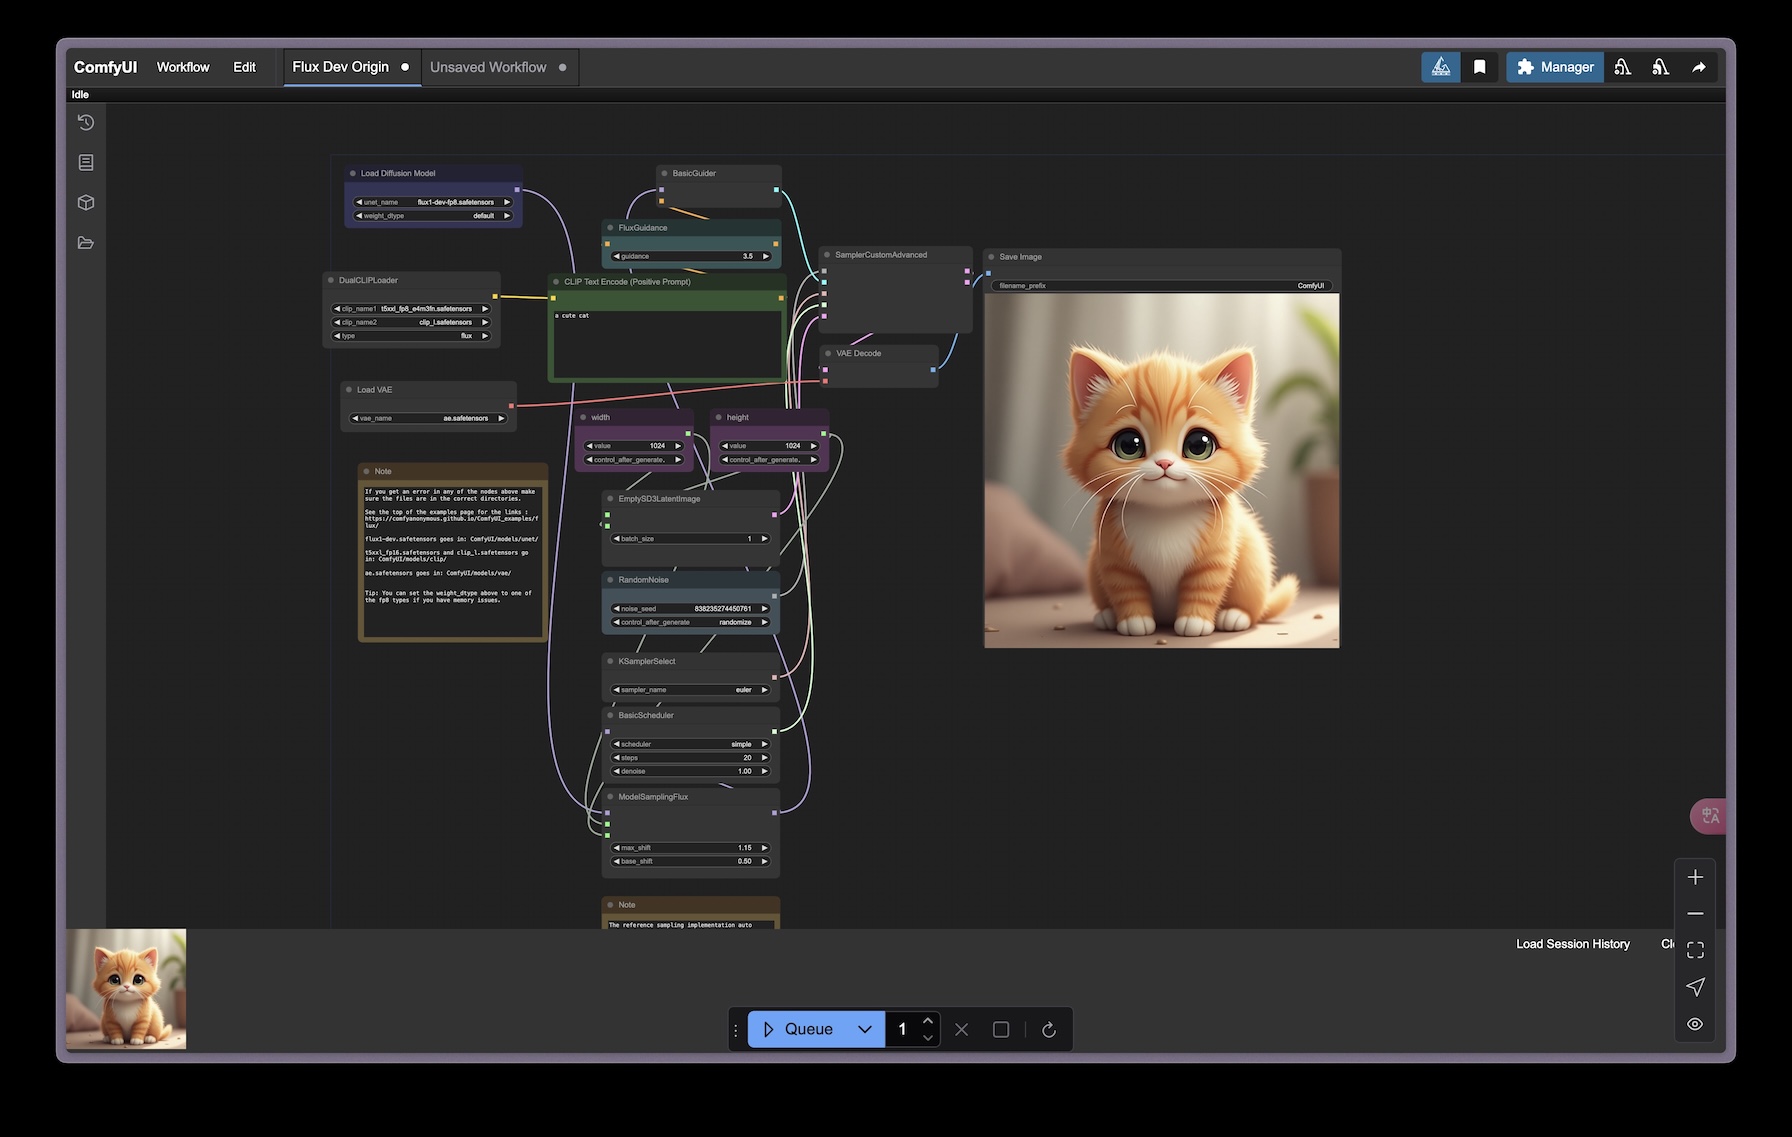 ComfyUI
Workflow
Edit
Flux Dev Origin
Unsaved Workflow
Manager
Idle
Load Diffusion Model
unet_name flux1-dev-fp8.safetensors
weight_dtype default
DualCLIPLoader
clip_name1 t5xxl_fp8_e4m3fn.safetensors
clip_name2 clip_l.safetensors
type flux
Load VAE
vae_name ae.safetensors
Note
If you get an error in any of the nodes above make
sure the files are in the correct directories.
See the top of the examples page for the links :
https://comfyanonymous.github.io/ComfyUI_examples/f
lux/
flux1-dev.safetensors goes in: ComfyUI/models/unet/
t5xxl_fp16.safetensors and clip_l.safetensors go
in: ComfyUI/models/clip/
ae.safetensors goes in: ComfyUI/models/vae/
Tip: You can set the weight_dtype above to one of
the fp8 types if you have memory issues.
BasicGuider
FluxGuidance
guidance 3.5
CLIP Text Encode (Positive Prompt)
a cute cat
width
value 1024
control_after_generate.
height
value 1024
control_after_generate.
EmptySD3LatentImage
batch_size 1
RandomNoise
noise_seed 838235274450761
control_after_generate randomize
KSamplerSelect
sampler_name euler
BasicScheduler
scheduler simple
steps 20
denoise 1.00
ModelSamplingFlux
max_shift 1.15
base_shift 0.50
Note
The reference sampling implementation auto
SamplerCustomAdvanced
VAE Decode
Save Image
filename_prefix ComfyUI
中A
Load Session History
Cl
Queue
1